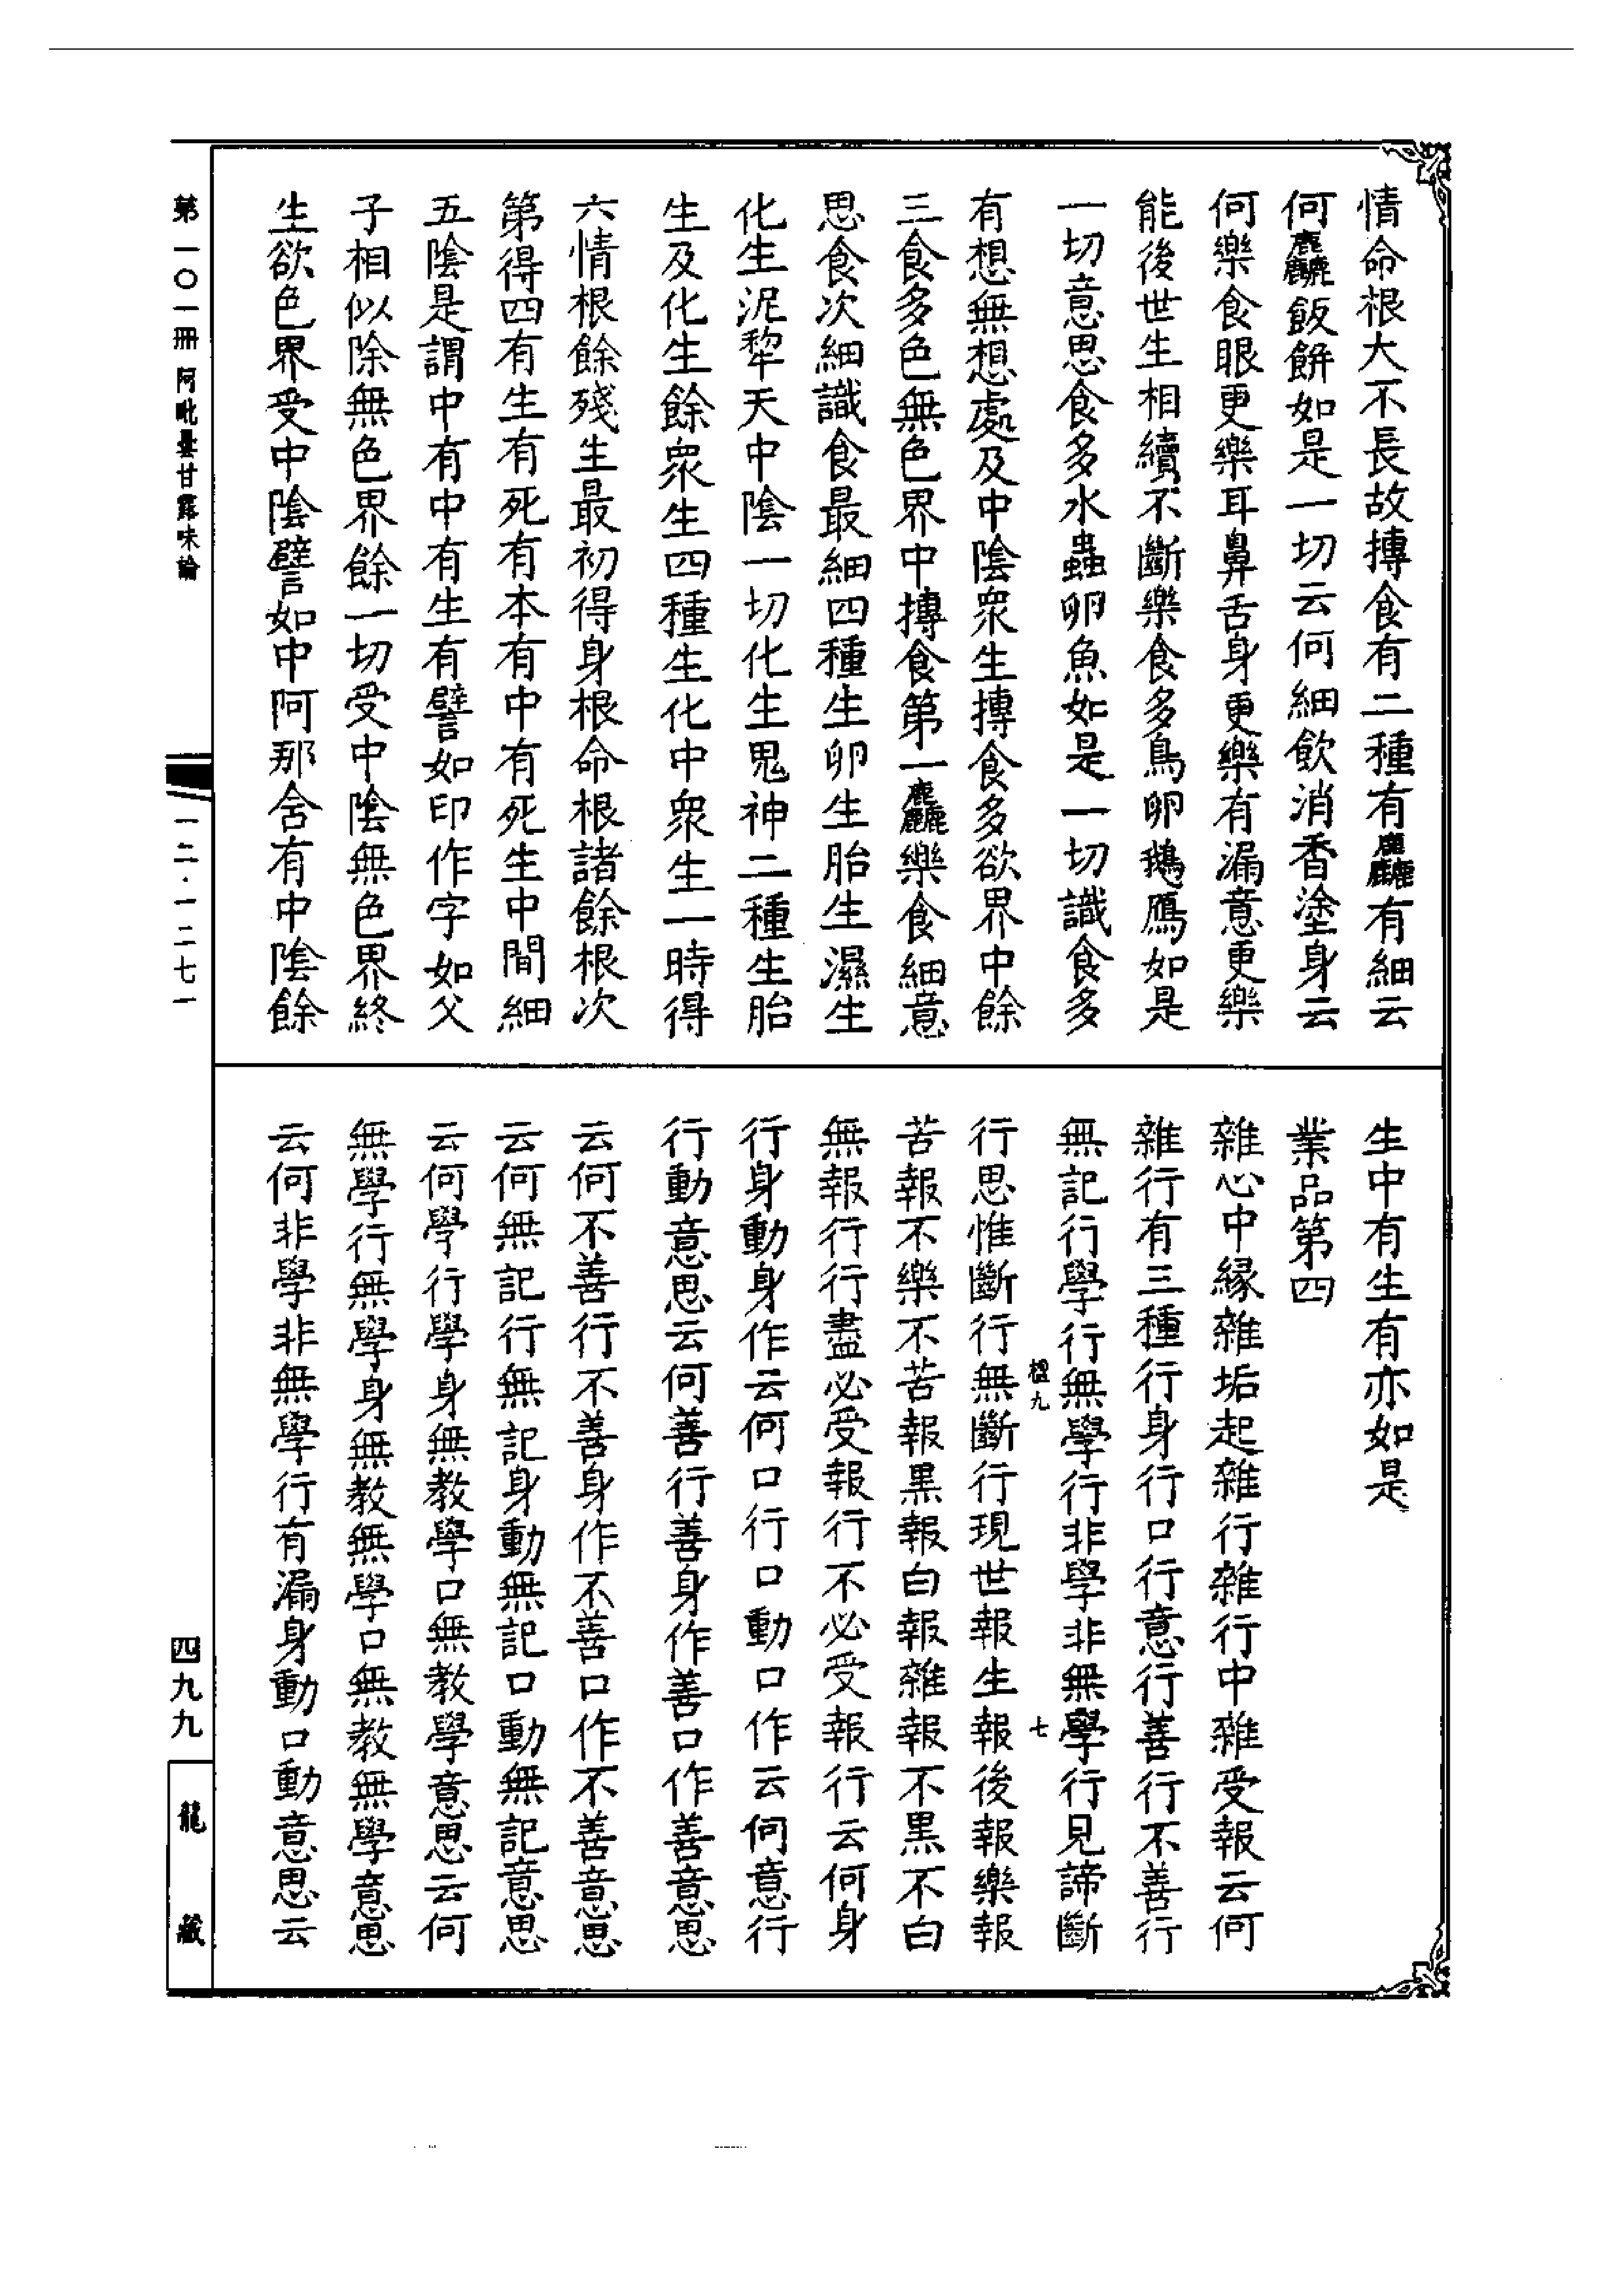 情命根大不長故摶食有二種有麤有細云
何麤飯餅如是一切云何細飲消香塗身云
何樂食眼更樂耳鼻舌身更樂有漏意更樂
能後世生相續不斷樂食多鳥卵鵝鴈如是
一切意思食多水蟲卵魚如是一切識食多
有想無想處及中陰眾生摶食多欲界中餘
三食多色無色界中摶食第一麤樂食細意
思食次細識食最細四種生卵生胎生濕生
化生泥犂天中陰一切化生鬼神二種生胎
生及化生餘眾生四種生化中眾生一時得
六情根餘殘生最初得身根命根諸餘根次
第得四有生有死有本有中有死生中間細
五陰是謂中有中有生有譬如印作字如父
子相似除無色界餘一切受中陰無色界終
生欲色界受中陰譬如中阿那含有中陰餘
生中有生有亦如是
業品第四
雜心中緣雜垢起雜行雜行中雜受報云何
雜行有三種行身行口行意行善行不善行
無記行學行無學行非學非無學行見諦斷
楹九 七
行思惟斷行無斷行現世報生報後報樂報
苦報不樂不苦報黑報白報雜報不黑不白
無報行行盡必受報行不必受報行云何身
行身動身作云何口行口動口作云何意行
行動意思云何善行善身作善口作善意思
云何不善行不善身作不善口作不善意思
云何無記行無記身動無記口動無記意思
云何學行學身無教學口無教學意思云何
無學行無學身無教無學口無教無學意思
云何非學非無學行有漏身動口動意思云
第一〇一冊 阿毗曇甘露味論
一二·一二七一
四九九
龍藏